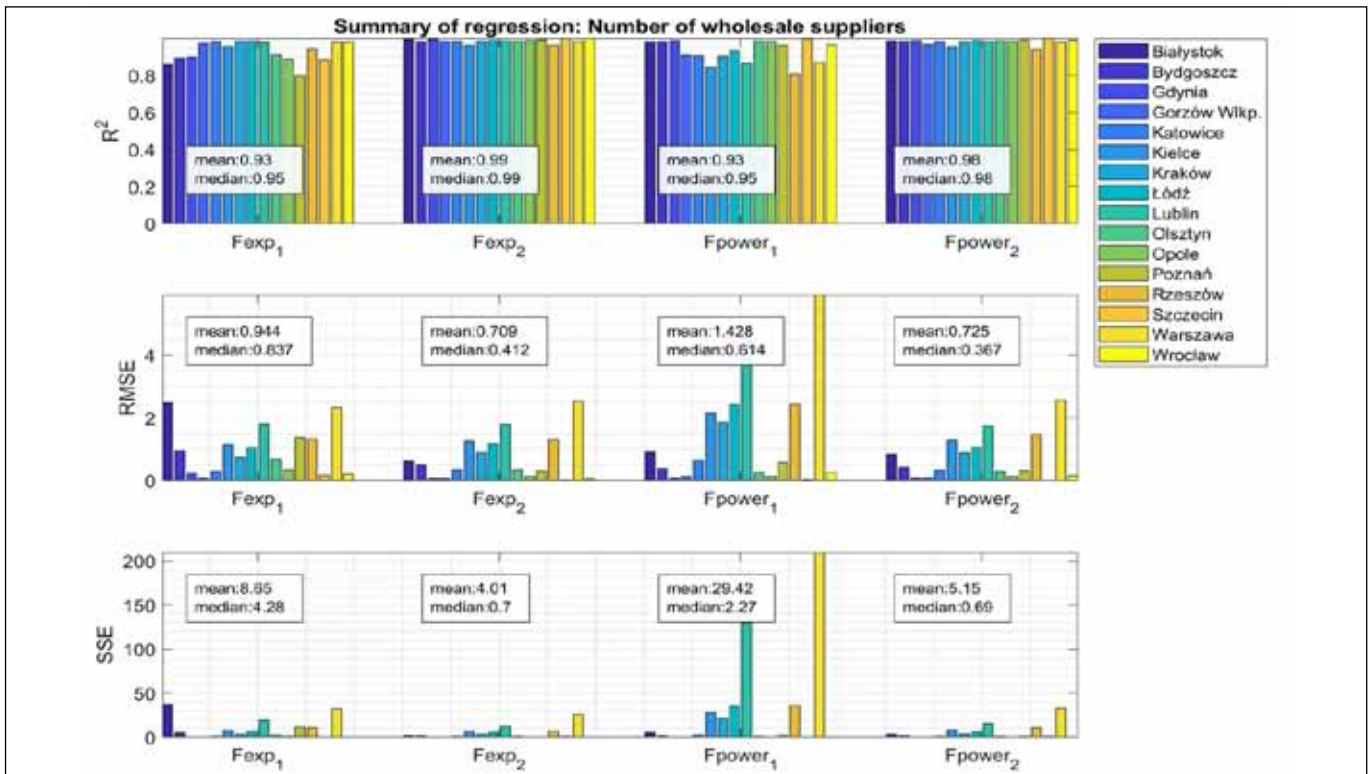 Summary of regression: Number of wholesale suppliers
R²
0.8
0.6
0.4
0.2
0
mean:0.93
median:0.95
mean:0.99
median:0.99
mean:0.93
median:0.95
mean:0.98
median:0.98
Fexp₁
Fexp₂
Fpower₁
Fpower₂
Białystok
Bydgoszcz
Gdynia
Gorzów Wlkp.
Katowice
Kielce
Kraków
Łódź
Lublin
Olsztyn
Opole
Poznań
Rzeszów
Szczecin
Warszawa
Wrocław
RMSE
4
2
0
mean:0.944
median:0.837
mean:0.709
median:0.412
mean:1.428
median:0.614
mean:0.725
median:0.367
Fexp₁
Fexp₂
Fpower₁
Fpower₂
SSE
200
150
100
50
0
mean:8.65
median:4.28
mean:4.01
median:0.7
mean:29.42
median:2.27
mean:5.15
median:0.69
Fexp₁
Fexp₂
Fpower₁
Fpower₂